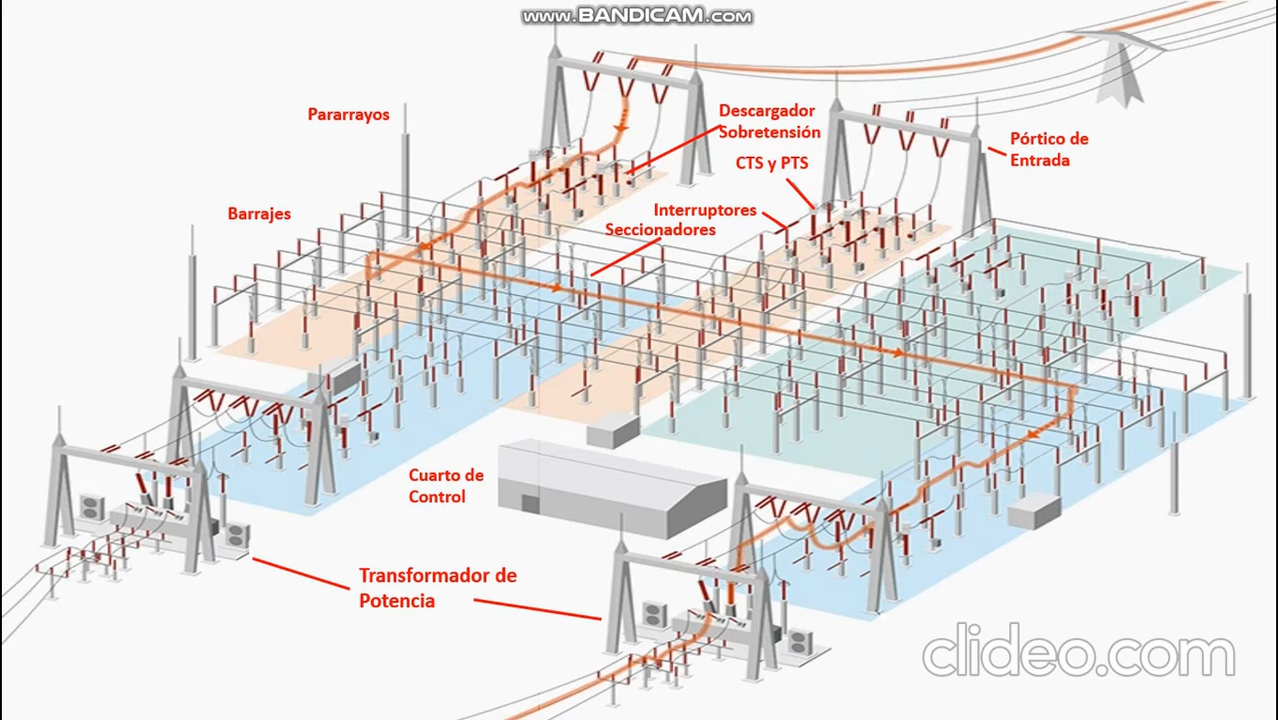 www.BANDICAM.com
Pararrayos
Descargador
Sobretensión
Pórtico de
Entrada
CTS y PTS
Barrajes
Interruptores
Seccionadores
Cuarto de
Control
Transformador de
Potencia
clideo.com